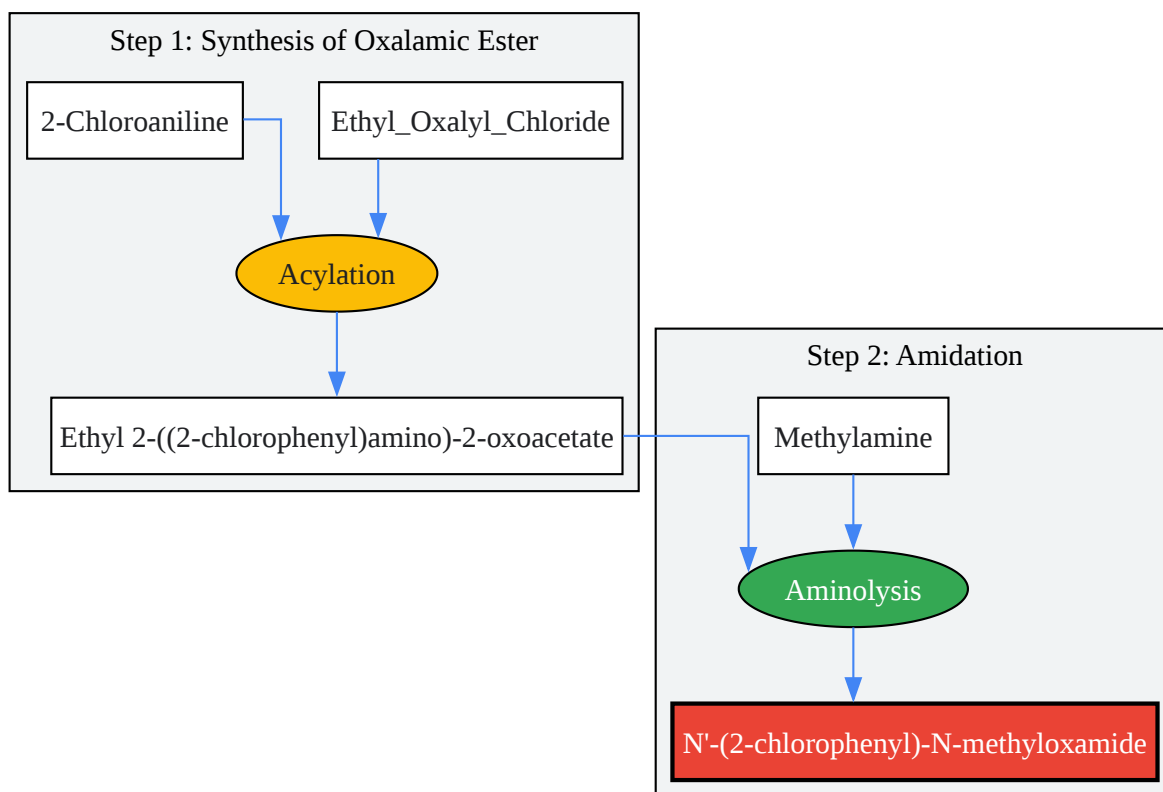 Step 1: Synthesis of Oxalamic Ester
2-Chloroaniline
Ethyl_Oxalyl_Chloride
Acylation
Ethyl 2-((2-chlorophenyl)amino)-2-oxoacetate
Step 2: Amidation
Methylamine
Aminolysis
N'-(2-chlorophenyl)-N-methyloxamide